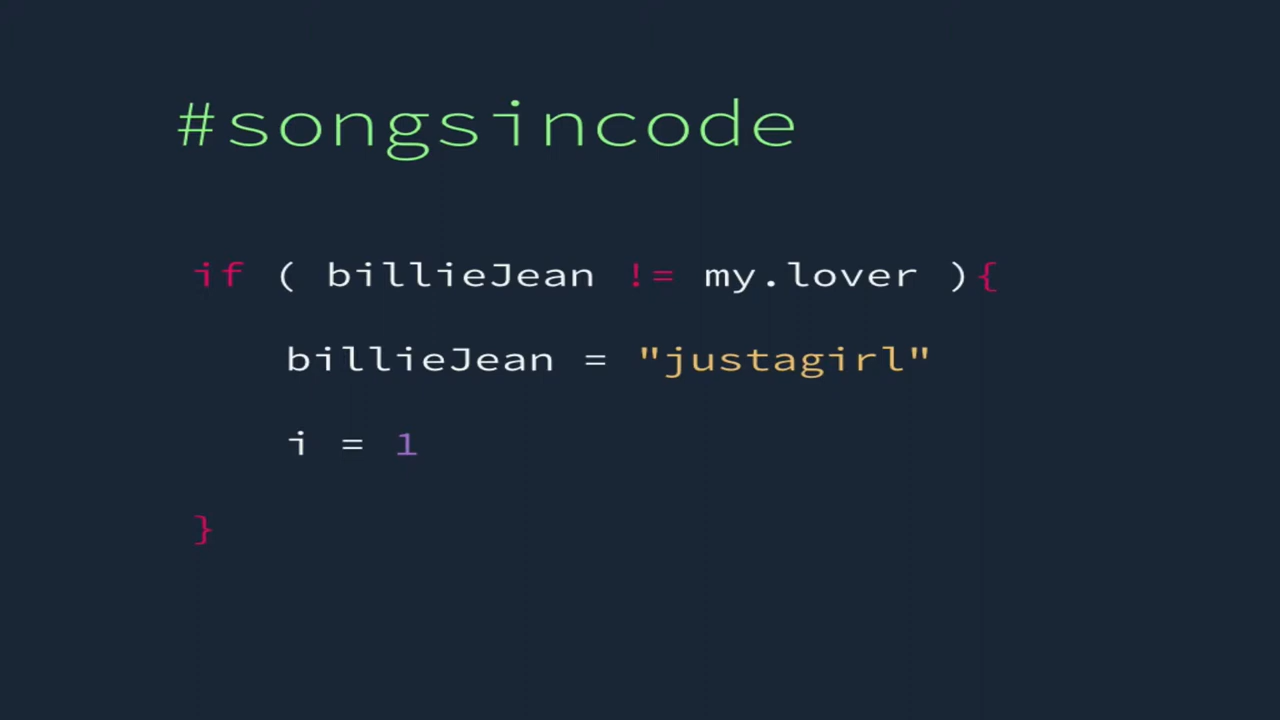 #songsincode
if ( billieJean != my.lover ){
billieJean = "justagirl"
i = 1
}